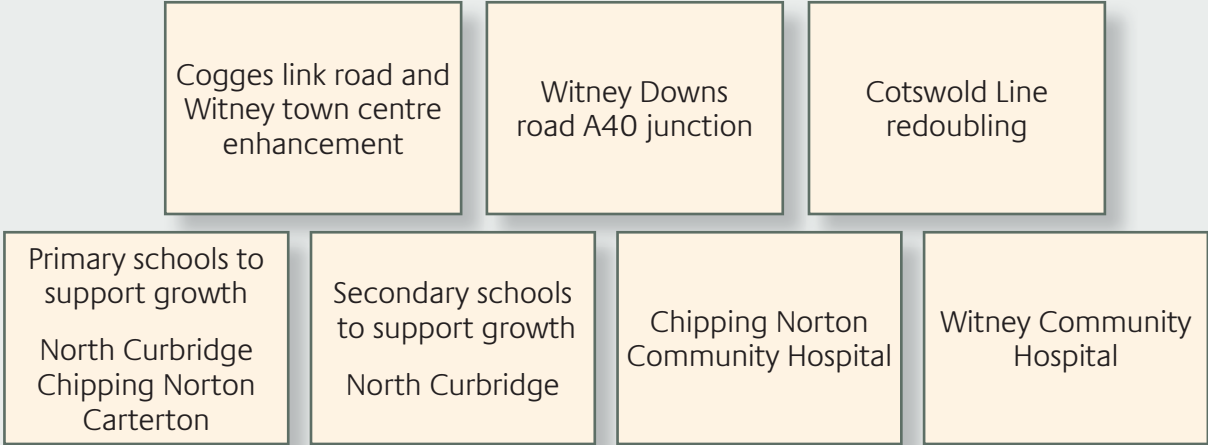 Cogges link road and
Witney town centre
enhancement
Witney Downs
road A40 junction
Cotswold Line
redoubling
Primary schools to
support growth
North Curbridge
Chipping Norton
Carterton
Secondary schools
to support growth
North Curbridge
Chipping Norton
Community Hospital
Witney Community
Hospital